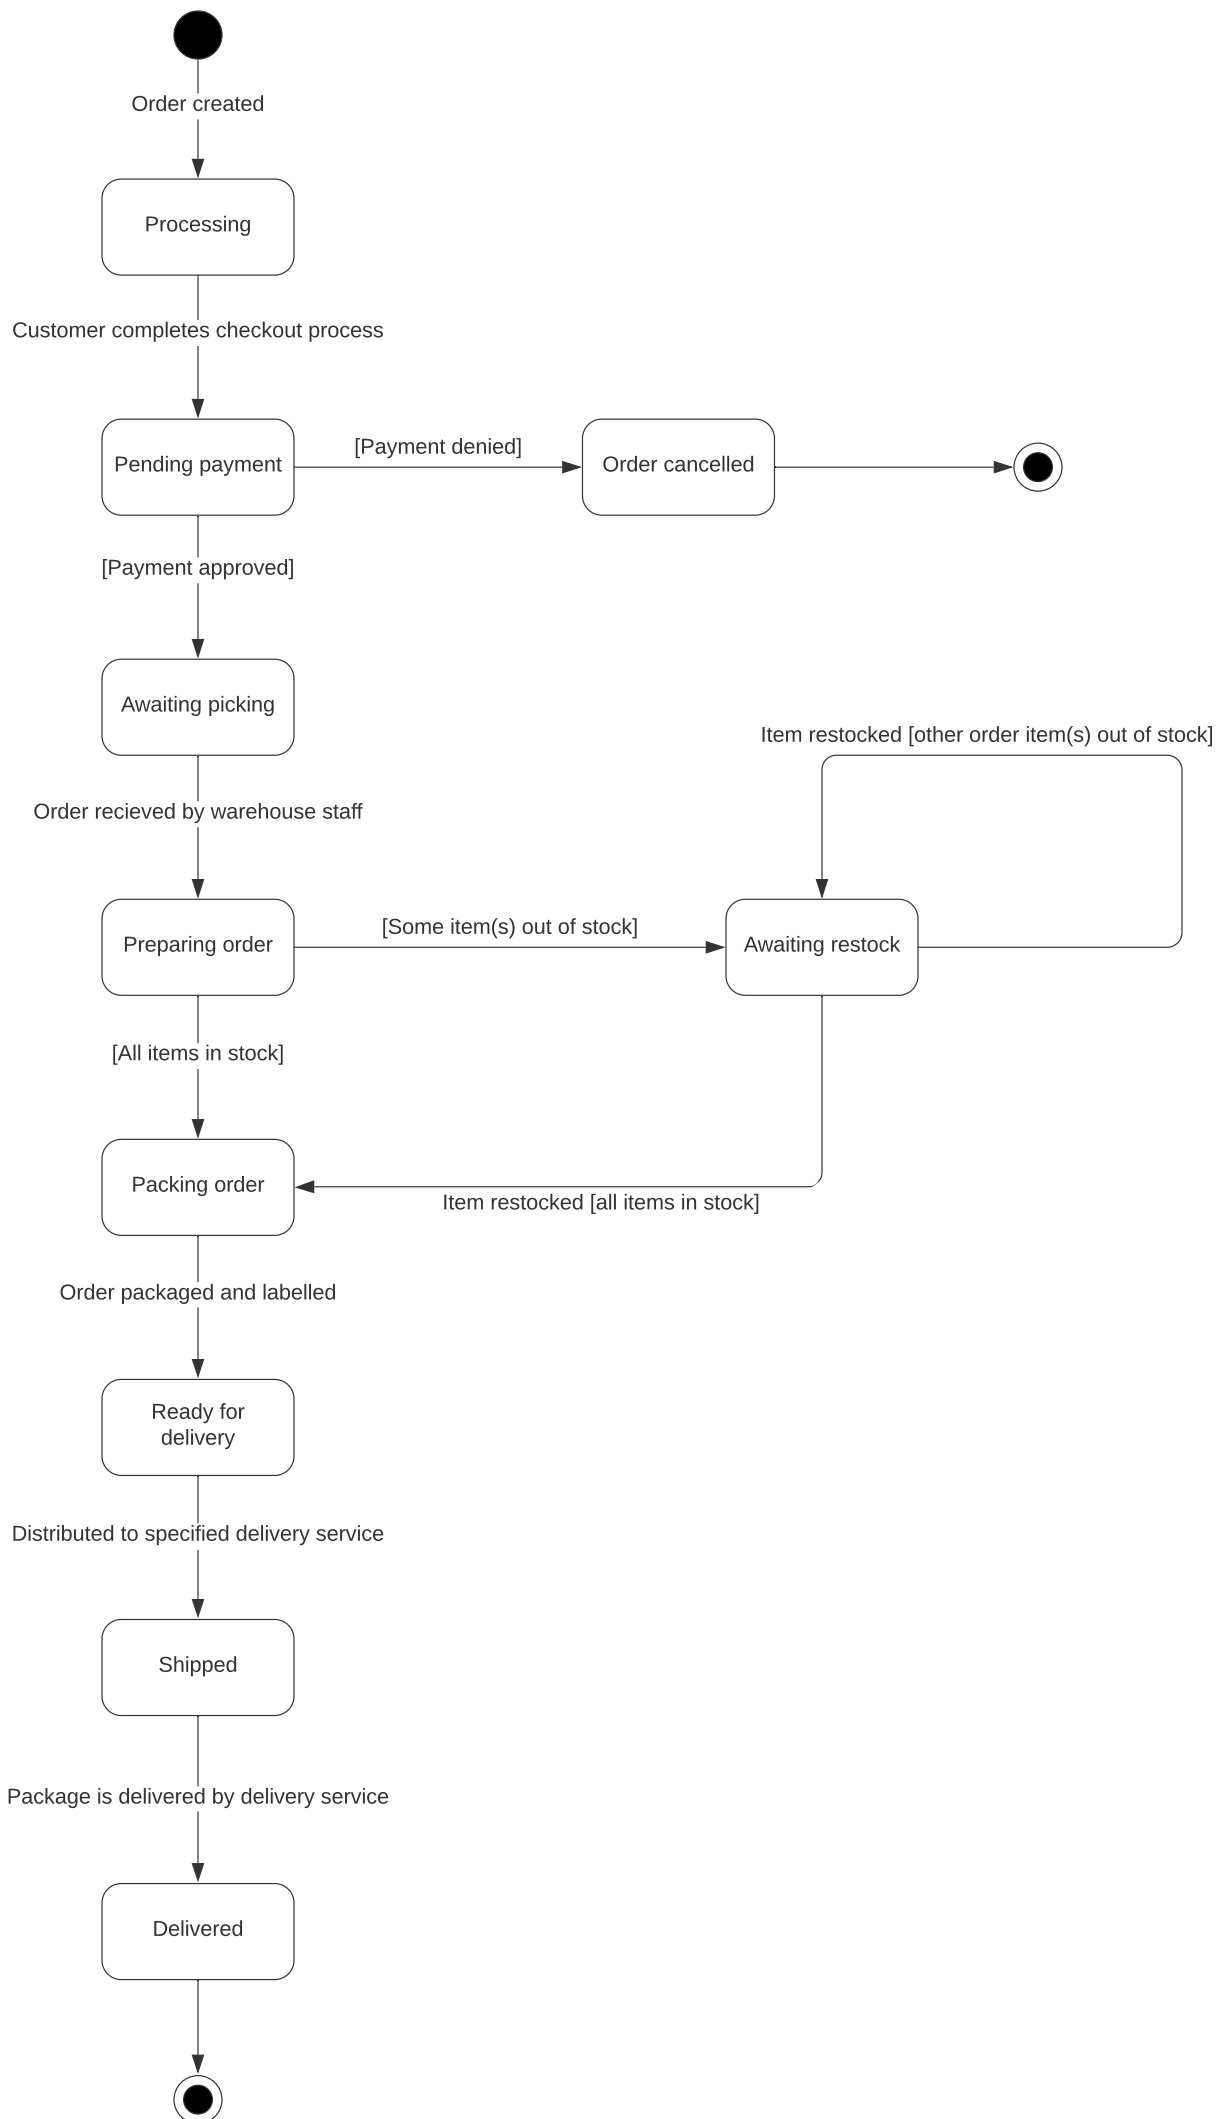 Order created
Processing
Customer completes checkout process
Pending payment
[Payment denied]
Order cancelled
[Payment approved]
Awaiting picking
Item restocked [other order item(s) out of stock]
Order recieved by warehouse staff
Preparing order
[Some item(s) out of stock]
Awaiting restock
[All items in stock]
Packing order
Item restocked [all items in stock]
Order packaged and labelled
Ready for
delivery
Distributed to specified delivery service
Shipped
Package is delivered by delivery service
Delivered